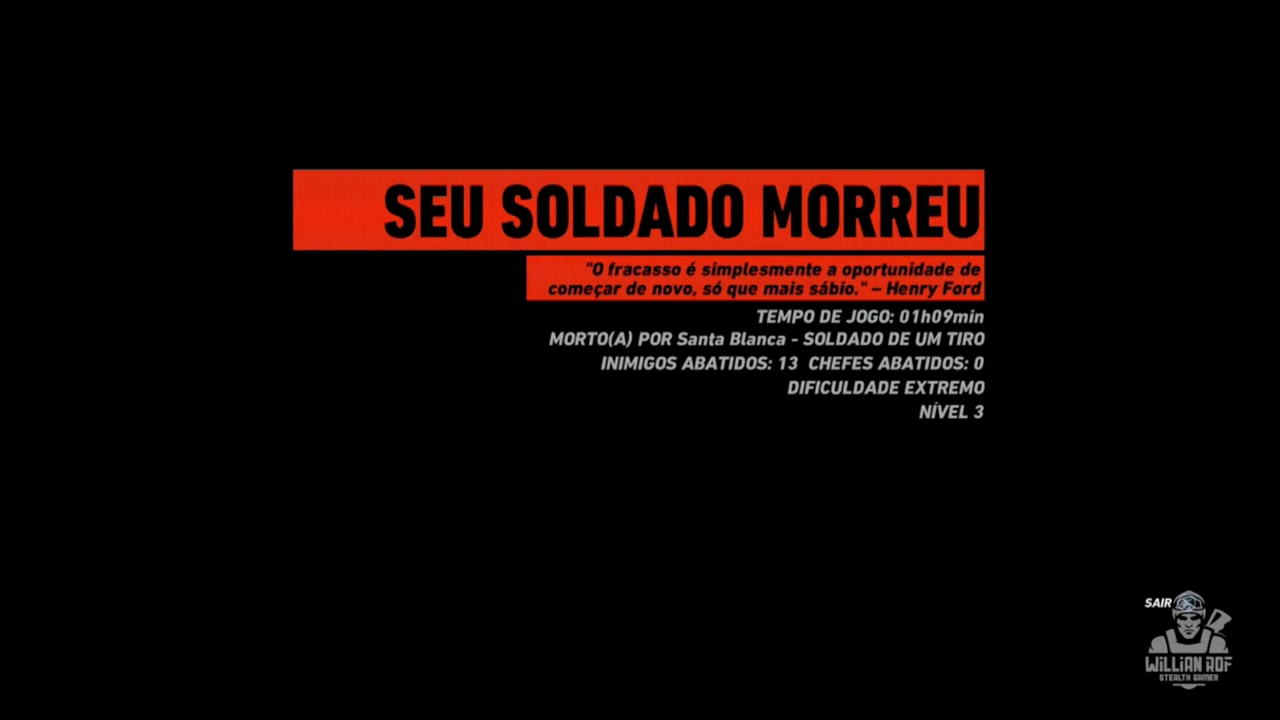 SEU SOLDADO MORREU
"O fracasso é simplesmente a oportunidade de
começar de novo, só que mais sábio." – Henry Ford
TEMPO DE JOGO: 01h09min
MORTO(A) POR Santa Blanca - SOLDADO DE UM TIRO
INIMIGOS ABATIDOS: 13 CHEFES ABATIDOS: 0
DIFICULDADE EXTREMO
NÍVEL 3
SAIR
WILLIAN ROF
STEALTH GAMER